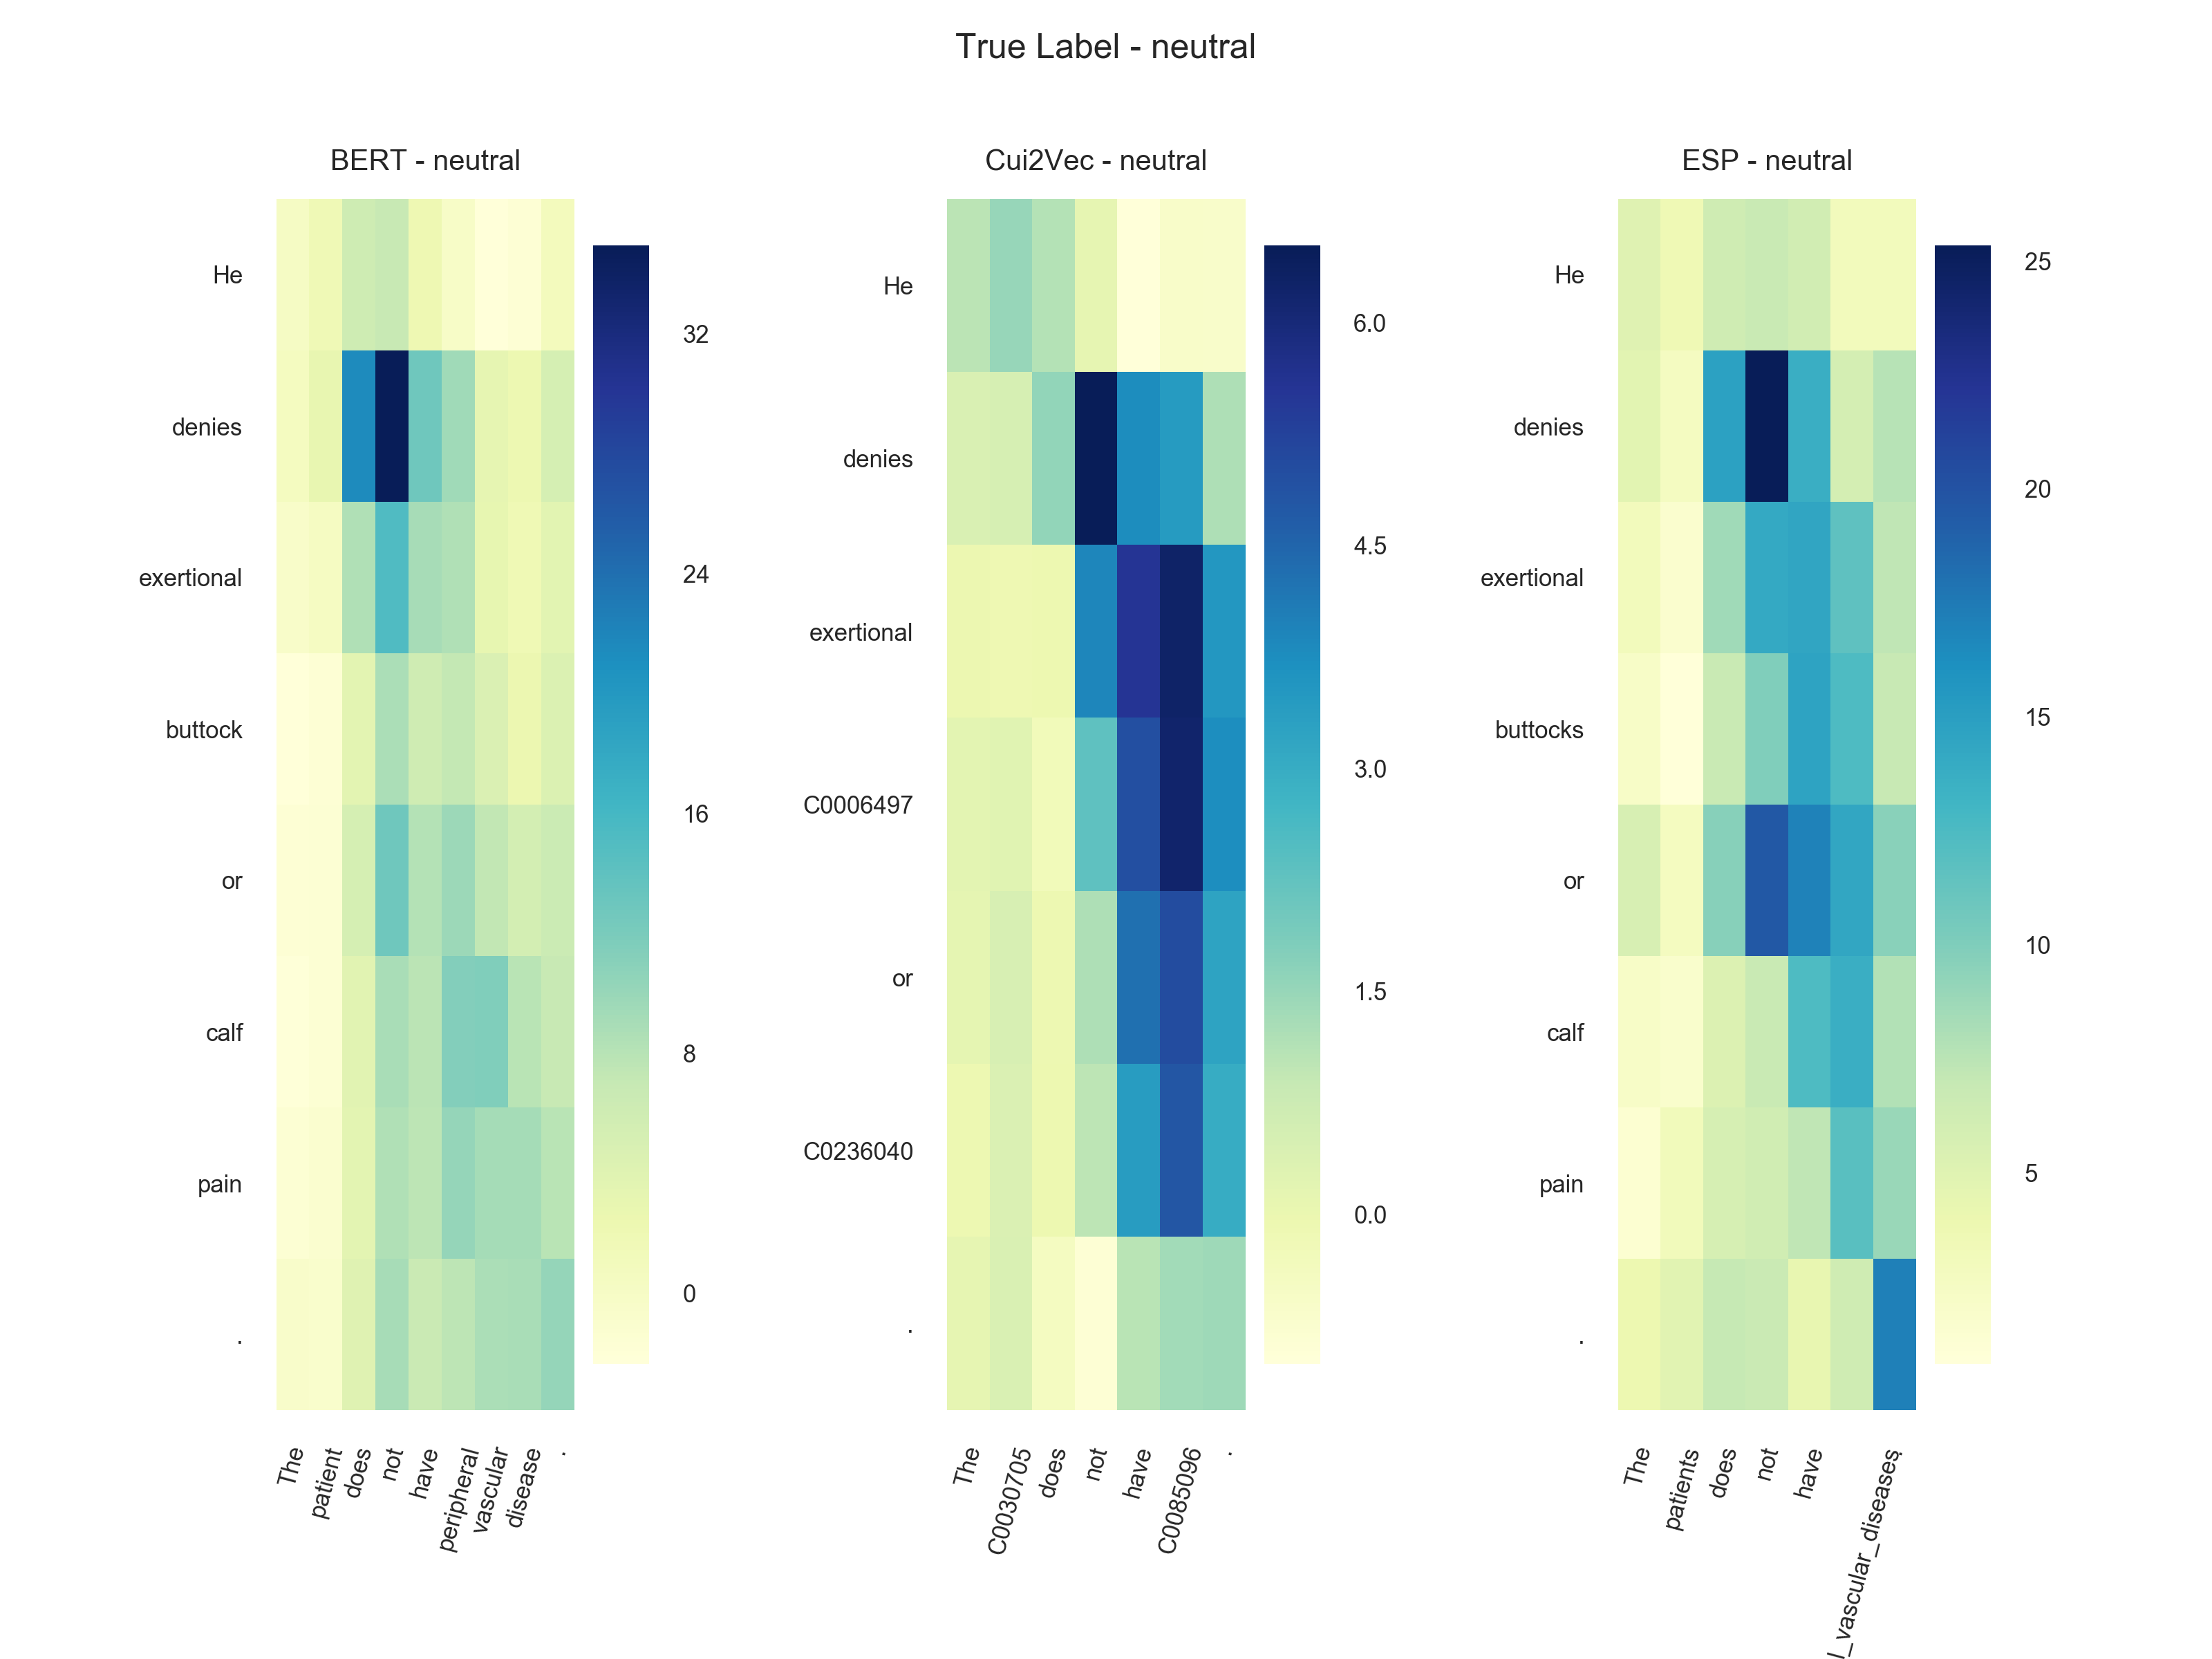 True Label - neutral
BERT - neutral
He
denies
exertional
buttock
or
calf
pain
.
The
patient
does
not
have
peripheral
vascular
disease
.
32
24
16
8
0
Cui2Vec - neutral
He
denies
exertional
C0006497
or
C0236040
.
The
C0030705
does
not
have
C0085096
.
6.0
4.5
3.0
1.5
0.0
ESP - neutral
He
denies
exertional
buttocks
or
calf
pain
.
The
patients
does
not
have
l_vascular_diseases
.
25
20
15
10
5